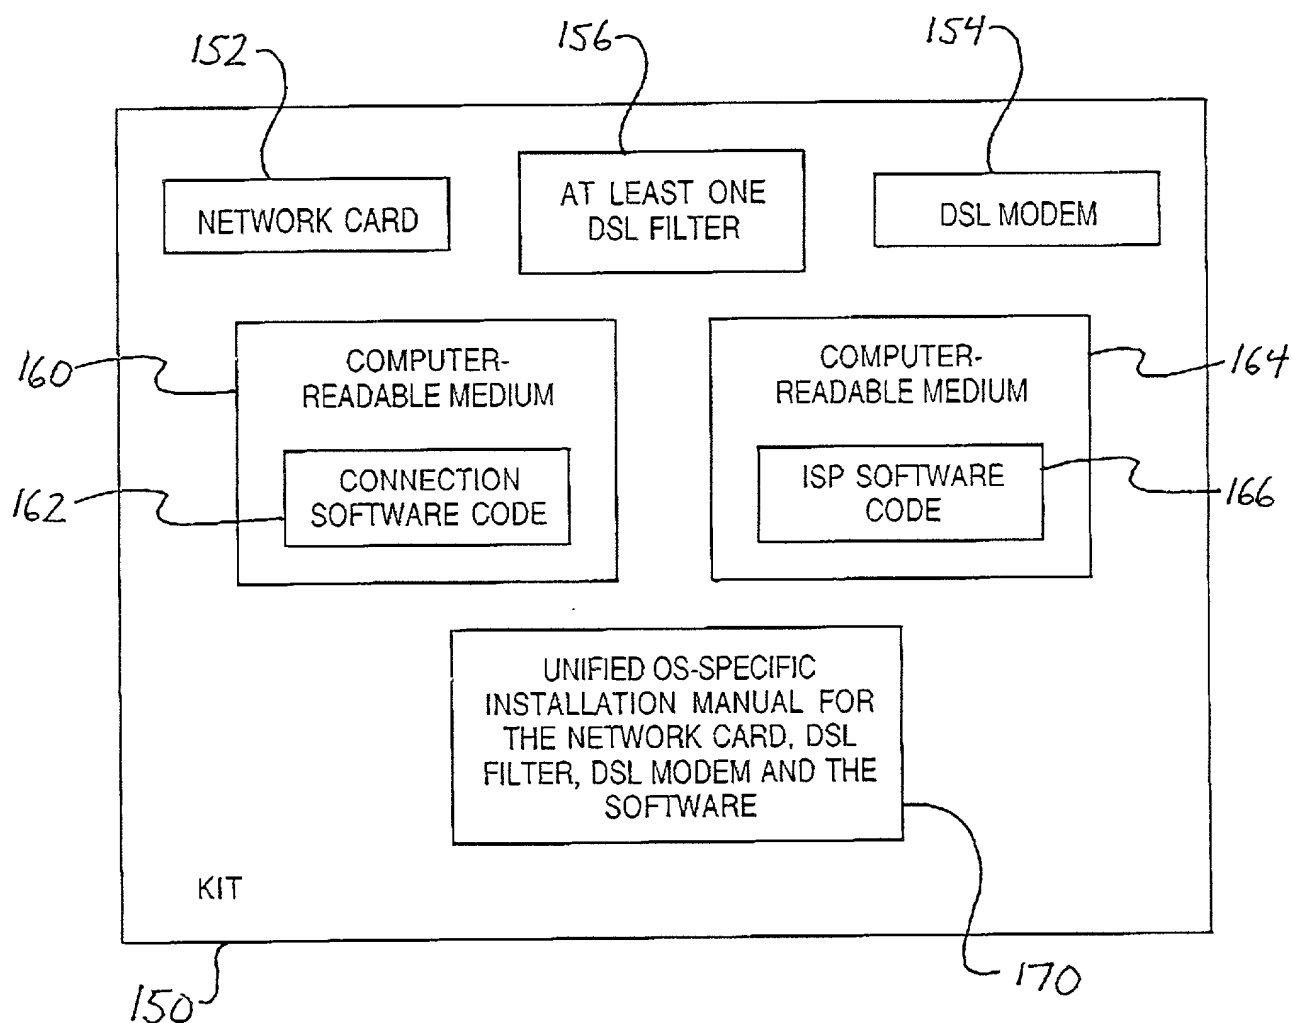 152
156
154
NETWORK CARD
AT LEAST ONE
DSL FILTER
DSL MODEM
160
COMPUTER-
READABLE MEDIUM
162
CONNECTION
SOFTWARE CODE
COMPUTER-
READABLE MEDIUM
164
ISP SOFTWARE
CODE
166
UNIFIED OS-SPECIFIC
INSTALLATION MANUAL FOR
THE NETWORK CARD, DSL
FILTER, DSL MODEM AND THE
SOFTWARE
KIT
150
170